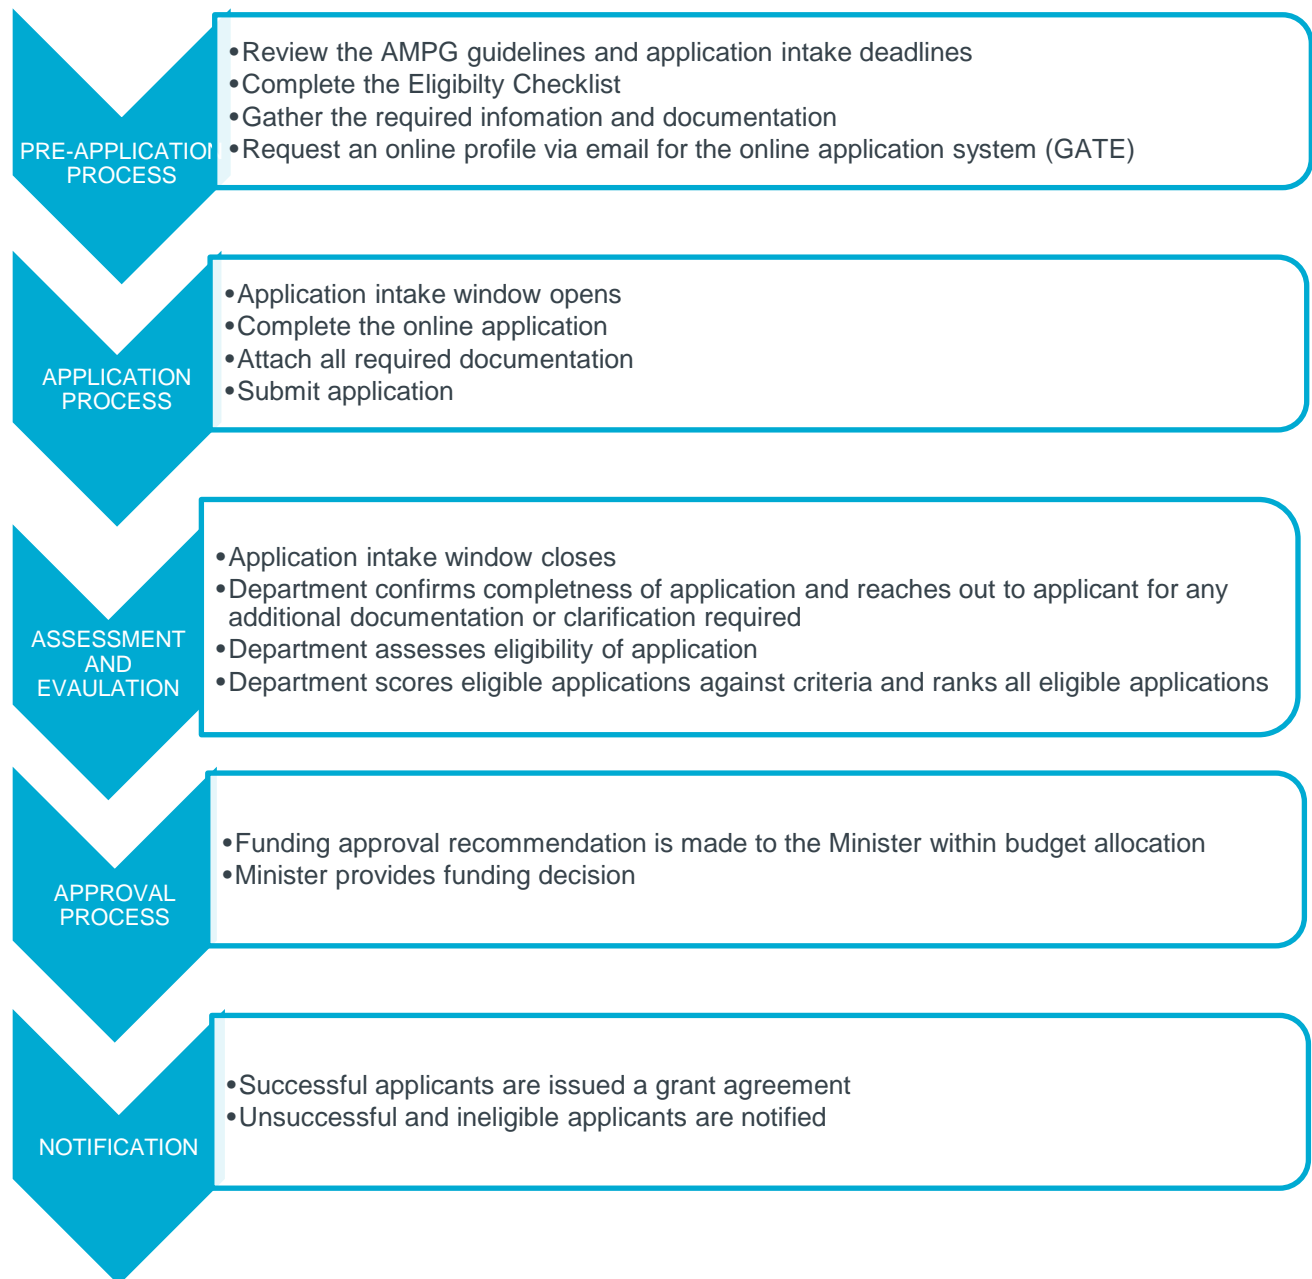 PRE-APPLICATION
PROCESS
•Review the AMPG guidelines and application intake deadlines
•Complete the Eligibilty Checklist
•Gather the required infomation and documentation
•Request an online profile via email for the online application system (GATE)
APPLICATION
PROCESS
•Application intake window opens
•Complete the online application
•Attach all required documentation
•Submit application
ASSESSMENT
AND
EVAULATION
•Application intake window closes
•Department confirms completness of application and reaches out to applicant for any
additional documentation or clarification required
•Department assesses eligibility of application
•Department scores eligible applications against criteria and ranks all eligible applications
APPROVAL
PROCESS
•Funding approval recommendation is made to the Minister within budget allocation
•Minister provides funding decision
NOTIFICATION
•Successful applicants are issued a grant agreement
•Unsuccessful and ineligible applicants are notified